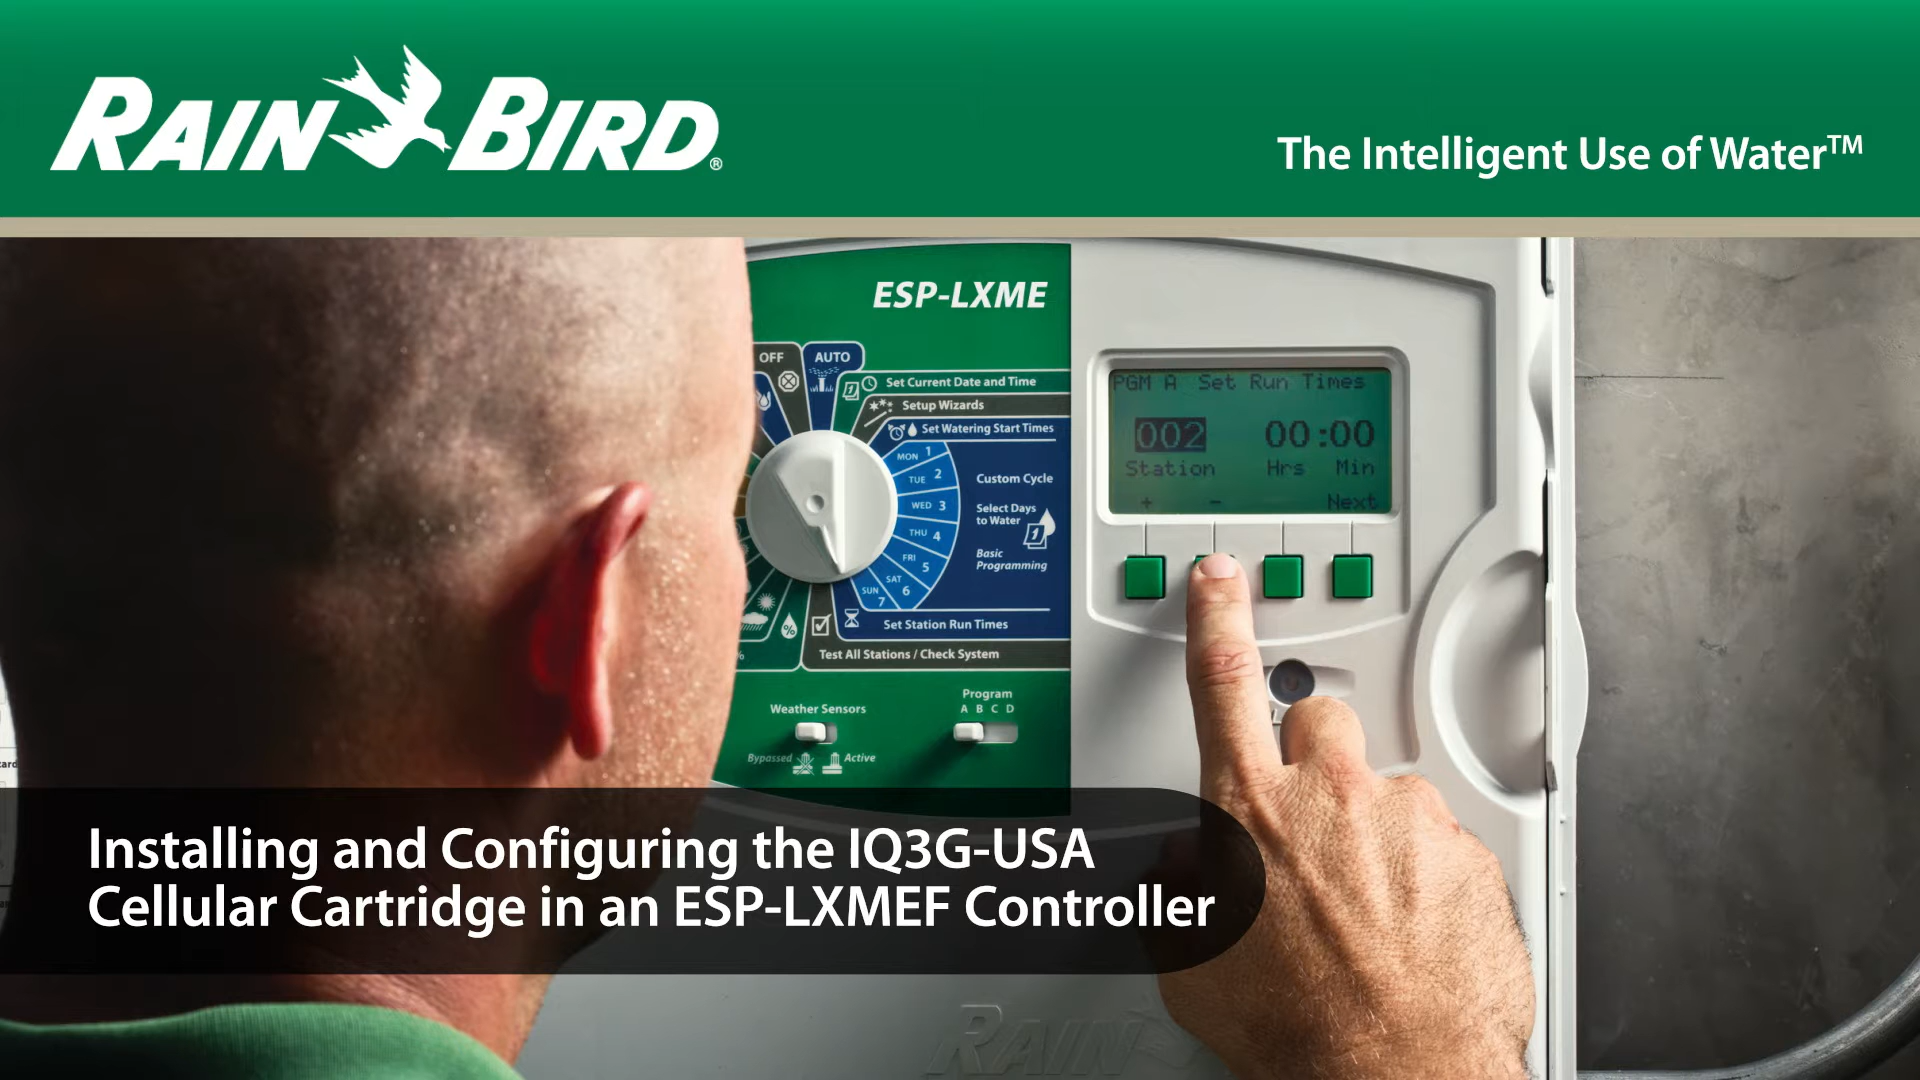 RAIN BIRD®
The Intelligent Use of Water™
ESP-LXME
OFF
AUTO
Set Current Date and Time
Setup Wizards
Set Watering Start Times
MON 1
TUE 2
WED 3
THU 4
FRI 5
SAT 6
SUN 7
Custom Cycle
Select Days
to Water
1
Basic
Programming
Set Station Run Times
Test All Stations / Check System
%
Weather Sensors
Bypassed
Active
Program
A B C D
PGM A Set Run Times
002 00:00
Station Hrs Min
+ - Next
Installing and Configuring the IQ3G-USA
Cellular Cartridge in an ESP-LXMEF Controller
RAIN